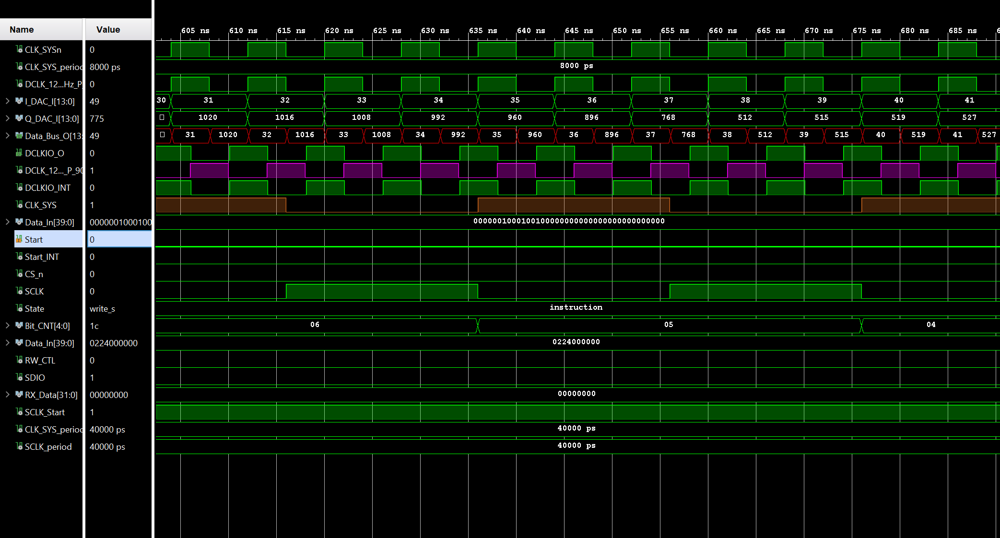 Name Value
605 ns 610 ns 615 ns 620 ns 625 ns 630 ns 635 ns 640 ns 645 ns 650 ns 655 ns 660 ns 665 ns 670 ns 675 ns 680 ns 685 ns 6
CLK_SYSn 0
CLK_SYS_perioc 8000 ps 8000 ps
DCLK_12...Hz_P_ 0
I_DAC_I[13:0] 49 30 31 32 33 34 35 36 37 38 39 40 41
Q_DAC_I[13:0] 775 1020 1016 1008 992 960 896 768 512 515 519 527
Data_Bus_O[13: 49 31 1020 32 1016 33 1008 34 992 35 960 36 896 37 768 38 512 39 515 40 519 41 527
DCLKIO_O 0
DCLK_12..._P_90 1
DCLKIO_INT 0
CLK_SYS 1
Data_In[39:0] 0000001000100 0000001000100100000000000000000000000000
Start 0
Start_INT 0
CS_n 0
SCLK 0
State write_s instruction
Bit_CNT[4:0] 1c 06 05 04
Data_In[39:0] 0224000000 0224000000
RW_CTL 0
SDIO 1
RX_Data[31:0] 00000000 00000000
SCLK_Start 1
CLK_SYS_perioc 40000 ps 40000 ps
SCLK_period 40000 ps 40000 ps